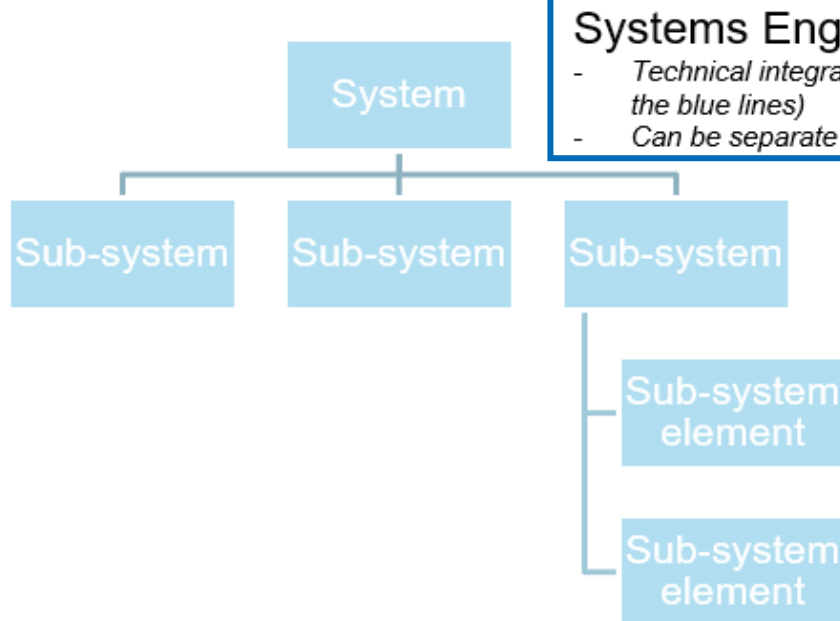 Systems Eng
- Technical integra
the blue lines)
- Can be separate
System
Sub-system
Sub-system
Sub-system
Sub-system
element
Sub-system
element